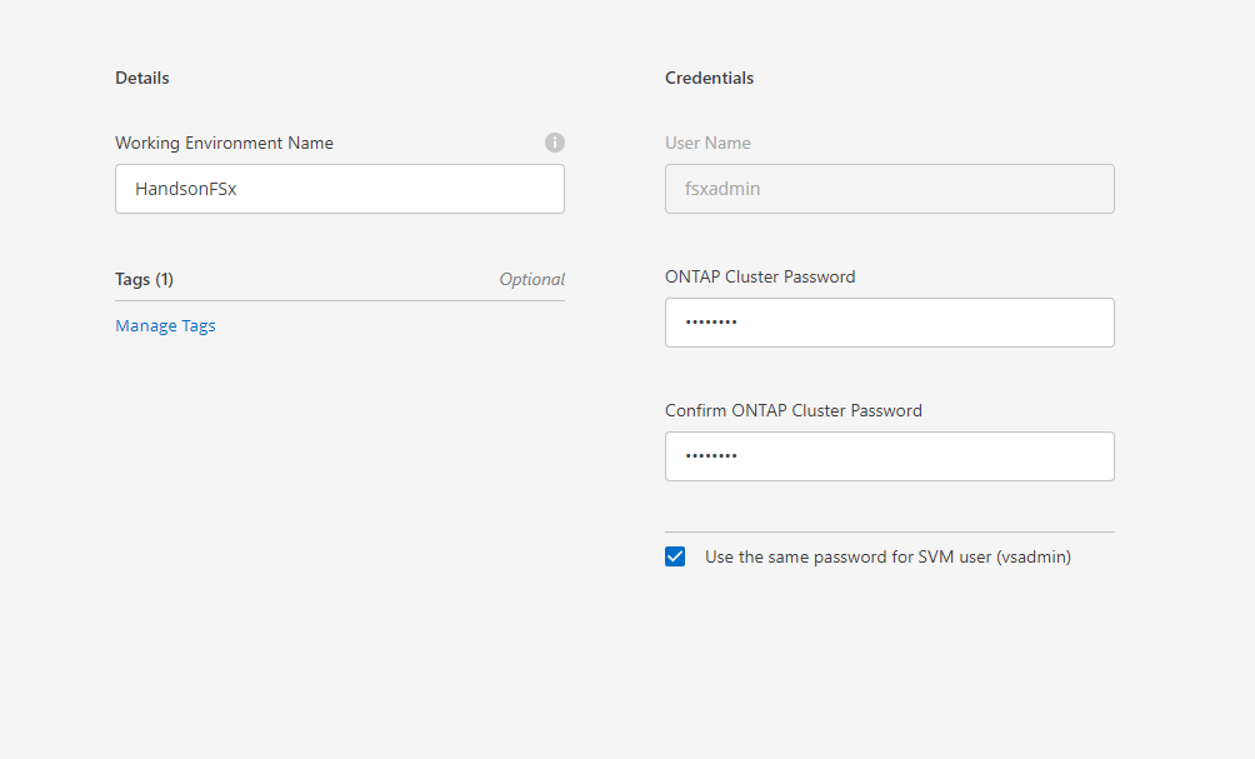 Details
Working Environment Name
HandsonFSx
Tags (1)
Optional
Manage Tags
Credentials
User Name
fsxadmin
ONTAP Cluster Password
••••••••
Confirm ONTAP Cluster Password
••••••••
Use the same password for SVM user (vsadmin)